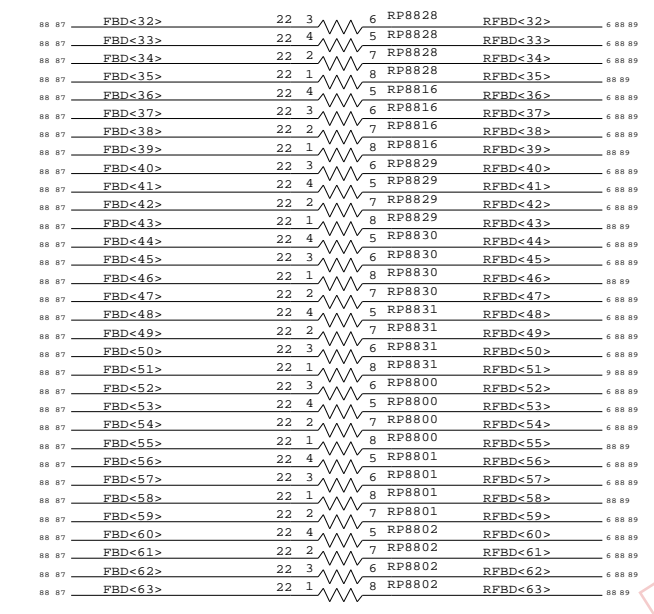 88 87 FBD<32> 22 3 6 RP8828 RFBD<32> 6 88 89
88 87 FBD<33> 22 4 5 RP8828 RFBD<33> 6 88 89
88 87 FBD<34> 22 2 7 RP8828 RFBD<34> 6 88 89
88 87 FBD<35> 22 1 8 RP8828 RFBD<35> 88 89
88 87 FBD<36> 22 4 5 RP8816 RFBD<36> 6 88 89
88 87 FBD<37> 22 3 6 RP8816 RFBD<37> 6 88 89
88 87 FBD<38> 22 2 7 RP8816 RFBD<38> 6 88 89
88 87 FBD<39> 22 1 8 RP8816 RFBD<39> 88 89
88 87 FBD<40> 22 3 6 RP8829 RFBD<40> 6 88 89
88 87 FBD<41> 22 4 5 RP8829 RFBD<41> 6 88 89
88 87 FBD<42> 22 2 7 RP8829 RFBD<42> 6 88 89
88 87 FBD<43> 22 1 8 RP8829 RFBD<43> 88 89
88 87 FBD<44> 22 4 5 RP8830 RFBD<44> 6 88 89
88 87 FBD<45> 22 3 6 RP8830 RFBD<45> 6 88 89
88 87 FBD<46> 22 1 8 RP8830 RFBD<46> 88 89
88 87 FBD<47> 22 2 7 RP8830 RFBD<47> 6 88 89
88 87 FBD<48> 22 4 5 RP8831 RFBD<48> 6 88 89
88 87 FBD<49> 22 2 7 RP8831 RFBD<49> 6 88 89
88 87 FBD<50> 22 3 6 RP8831 RFBD<50> 6 88 89
88 87 FBD<51> 22 1 8 RP8831 RFBD<51> 9 88 89
88 87 FBD<52> 22 3 6 RP8800 RFBD<52> 6 88 89
88 87 FBD<53> 22 4 5 RP8800 RFBD<53> 6 88 89
88 87 FBD<54> 22 2 7 RP8800 RFBD<54> 6 88 89
88 87 FBD<55> 22 1 8 RP8800 RFBD<55> 88 89
88 87 FBD<56> 22 4 5 RP8801 RFBD<56> 6 88 89
88 87 FBD<57> 22 3 6 RP8801 RFBD<57> 6 88 89
88 87 FBD<58> 22 1 8 RP8801 RFBD<58> 88 89
88 87 FBD<59> 22 2 7 RP8801 RFBD<59> 6 88 89
88 87 FBD<60> 22 4 5 RP8802 RFBD<60> 6 88 89
88 87 FBD<61> 22 2 7 RP8802 RFBD<61> 6 88 89
88 87 FBD<62> 22 3 6 RP8802 RFBD<62> 6 88 89
88 87 FBD<63> 22 1 8 RP8802 RFBD<63> 88 89